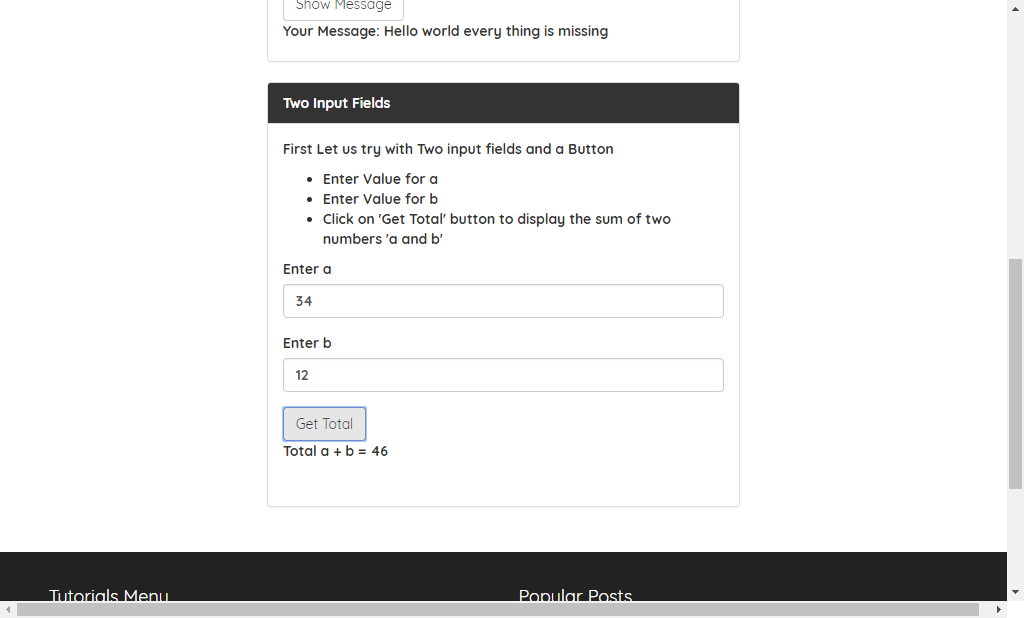 Show Message
Your Message: Hello world every thing is missing
Two Input Fields
First Let us try with Two input fields and a Button
Enter Value for a
Enter Value for b
Click on 'Get Total' button to display the sum of two
numbers 'a and b'
Enter a
34
Enter b
12
Get Total
Total a + b = 46
Tutorials Menu Popular Posts